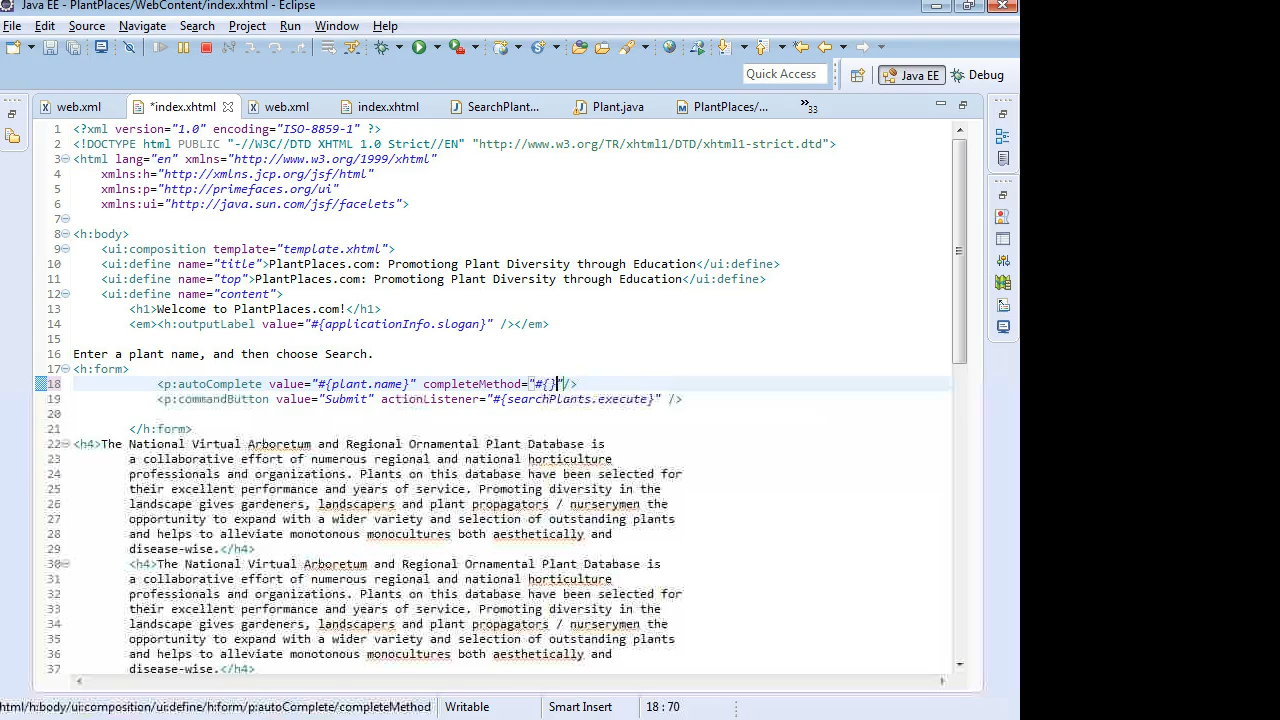 Java EE - PlantPlaces/WebContent/index.xhtml - Eclipse
File Edit Source Navigate Search Project Run Window Help
Quick Access Java EE Debug
web.xml *index.xhtml web.xml index.xhtml SearchPlant... Plant.java PlantPlaces/... »33
1 <?xml version="1.0" encoding="ISO-8859-1" ?>
2 <!DOCTYPE html PUBLIC "-//W3C//DTD XHTML 1.0 Strict//EN" "http://www.w3.org/TR/xhtml1/DTD/xhtml1-strict.dtd">
3 <html lang="en" xmlns="http://www.w3.org/1999/xhtml"
4 xmlns:h="http://xmlns.jcp.org/jsf/html"
5 xmlns:p="http://primefaces.org/ui"
6 xmlns:ui="http://java.sun.com/jsf/facelets">
7
8 <h:body>
9 <ui:composition template="template.xhtml">
10 <ui:define name="title">PlantPlaces.com: Promotiong Plant Diversity through Education</ui:define>
11 <ui:define name="top">PlantPlaces.com: Promotiong Plant Diversity through Education</ui:define>
12 <ui:define name="content">
13 <h1>Welcome to PlantPlaces.com!</h1>
14 <em><h:outputLabel value="#{applicationInfo.slogan}" /></em>
15
16 Enter a plant name, and then choose Search.
17 <h:form>
18 <p:autoComplete value="#{plant.name}" completeMethod="#{}"/>
19 <p:commandButton value="Submit" actionListener="#{searchPlants.execute}" />
20
21 </h:form>
22 <h4>The National Virtual Arboretum and Regional Ornamental Plant Database is
23 a collaborative effort of numerous regional and national horticulture
24 professionals and organizations. Plants on this database have been selected for
25 their excellent performance and years of service. Promoting diversity in the
26 landscape gives gardeners, landscapers and plant propagators / nurserymen the
27 opportunity to expand with a wider variety and selection of outstanding plants
28 and helps to alleviate monotonous monocultures both aesthetically and
29 disease-wise.</h4>
30 <h4>The National Virtual Arboretum and Regional Ornamental Plant Database is
31 a collaborative effort of numerous regional and national horticulture
32 professionals and organizations. Plants on this database have been selected for
33 their excellent performance and years of service. Promoting diversity in the
34 landscape gives gardeners, landscapers and plant propagators / nurserymen the
35 opportunity to expand with a wider variety and selection of outstanding plants
36 and helps to alleviate monotonous monocultures both aesthetically and
37 disease-wise.</h4>
html/h:body/ui:composition/ui:define/h:form/p:autoComplete/completeMethod Writable Smart Insert 18 : 70